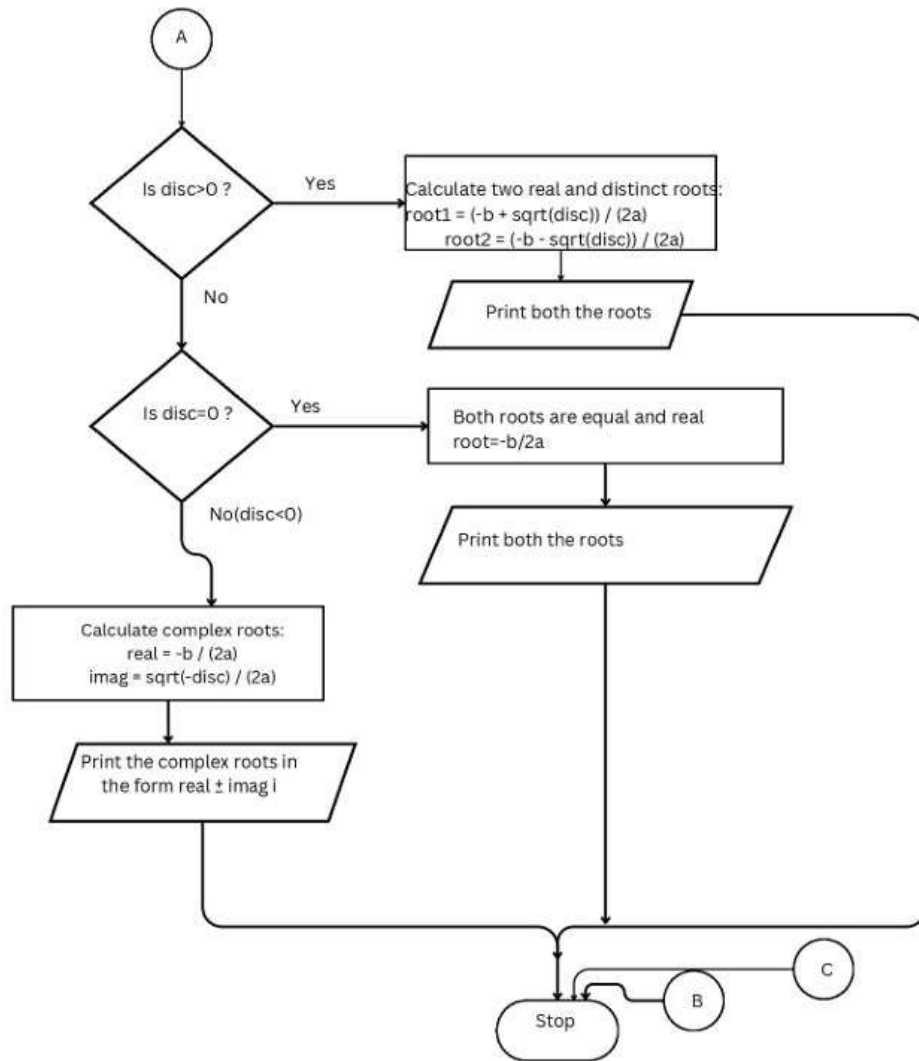 A
Is disc>0 ?
Yes
Calculate two real and distinct roots:
root1 = (-b + sqrt(disc)) / (2a)
root2 = (-b - sqrt(disc)) / (2a)
No
Print both the roots
Is disc=0 ?
Yes
Both roots are equal and real
root=-b/2a
No(disc<0)
Print both the roots
Calculate complex roots:
real = -b / (2a)
imag = sqrt(-disc) / (2a)
Print the complex roots in
the form real ± imag i
C
B
Stop